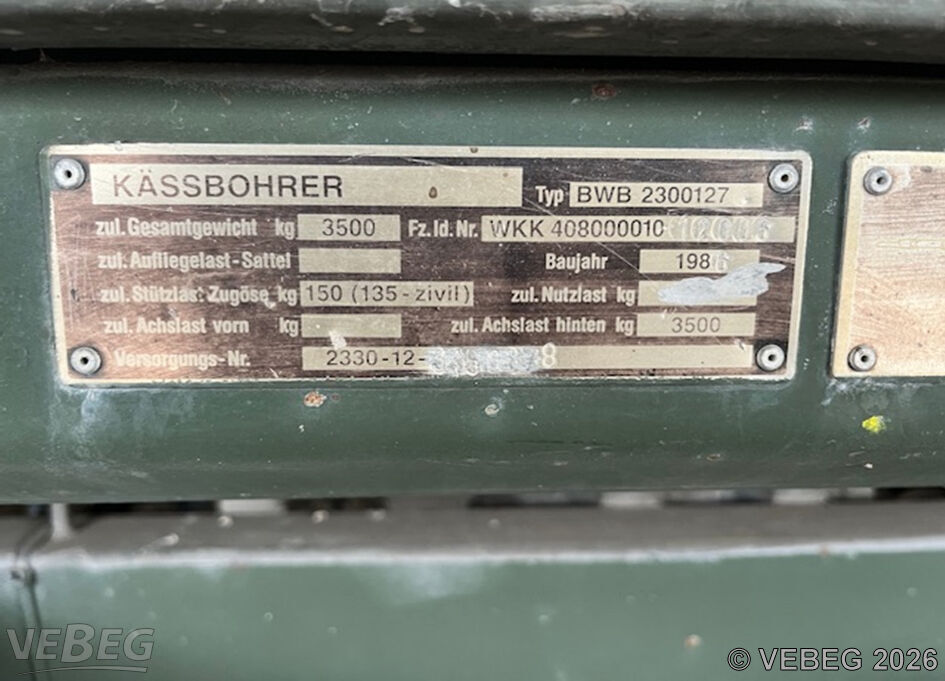 KÄSSBOHRER
Typ BWB 2300127
zul. Gesamtgewicht kg 3500 Fz. Id. Nr. WKK 408000010
zul. Aufliegelast-Sattel Baujahr 1986
zul. Stützlast Zugöse kg 150 (135-zivil) zul. Nutzlast kg
zul. Achslast vorn kg zul. Achslast hinten kg 3500
Versorgungs-Nr. 2330-12-
VEBEG
© VEBEG 2026